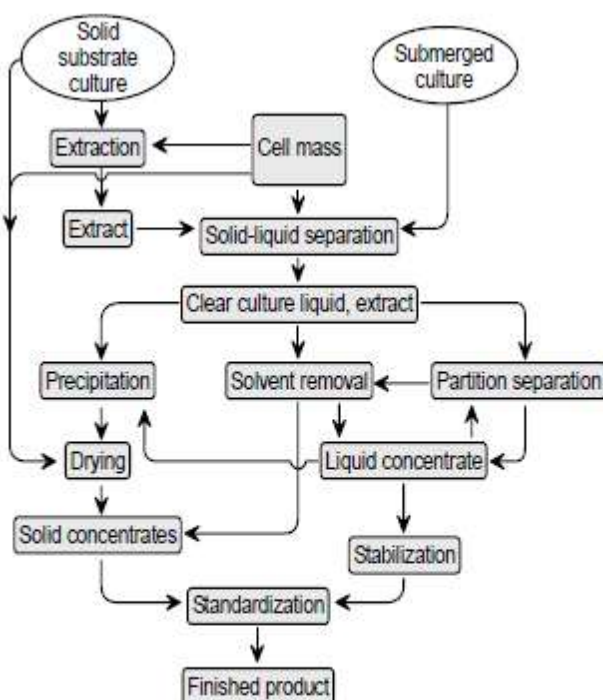 Solid
substrate
culture
Submerged
culture
Extraction
Cell mass
Extract
Solid-liquid separation
Clear culture liquid, extract
Precipitation
Solvent removal
Partition separation
Drying
Liquid concentrate
Solid concentrates
Stabilization
Standardization
Finished product